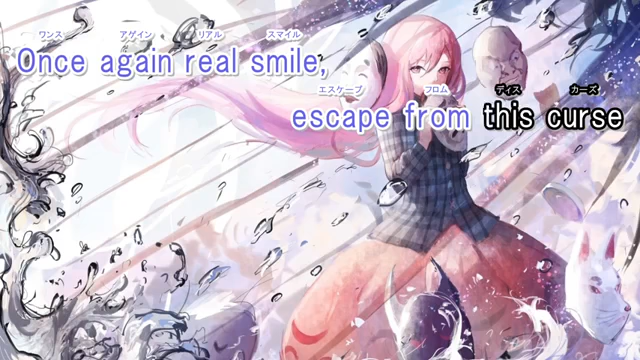 ワンス アゲイン リアル スマイル
Once again real smile,
エスケープ フロム ディス カーズ
escape from this curse